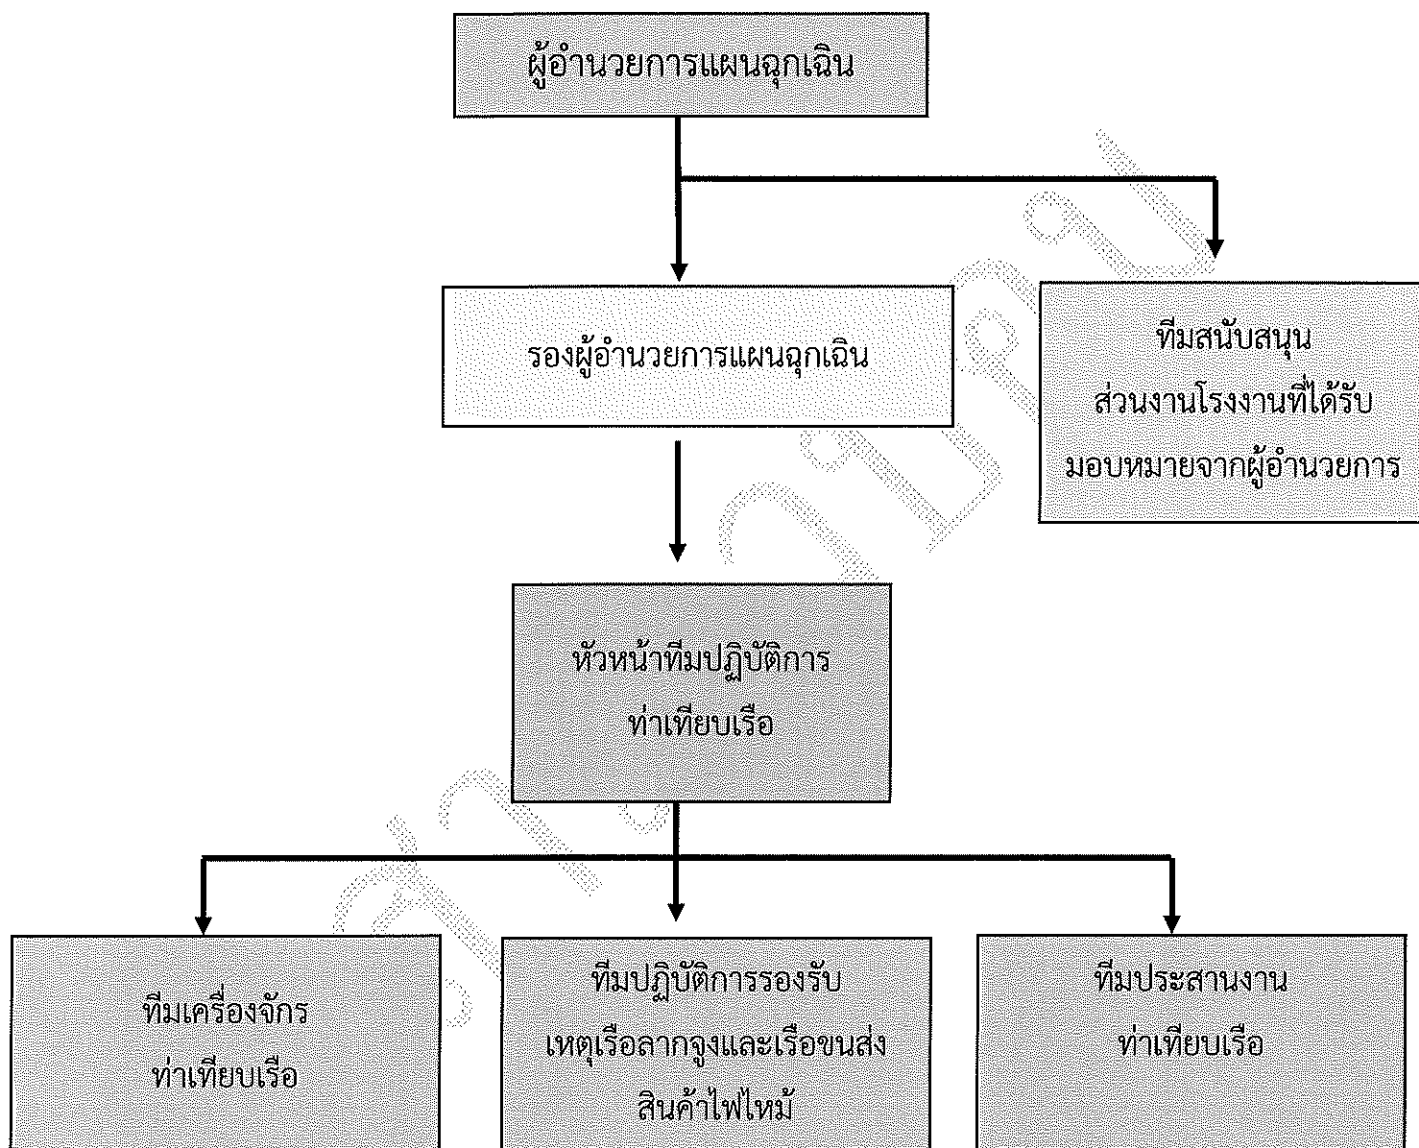 ผู้อำนวยการแผนฉุกเฉิน
รองผู้อำนวยการแผนฉุกเฉิน
ทีมสนับสนุน
ส่วนงานโรงงานที่ได้รับ
มอบหมายจากผู้อำนวยการ
หัวหน้าทีมปฏิบัติการ
ท่าเทียบเรือ
ทีมเครื่องจักร
ท่าเทียบเรือ
ทีมปฏิบัติการรองรับ
เหตุเรือลากจูงและเรือขนส่ง
สินค้าไฟไหม้
ทีมประสานงาน
ท่าเทียบเรือ